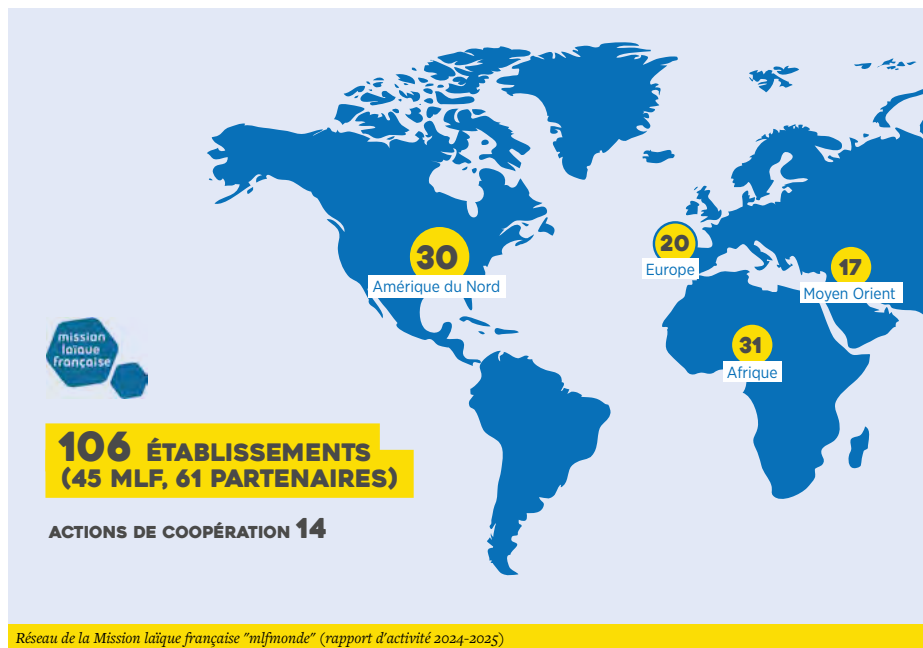 30
Amérique du Nord
20
Europe
17
Moyen Orient
31
Afrique
mission
laïque
française
106 ÉTABLISSEMENTS
(45 MLF, 61 PARTENAIRES)
ACTIONS DE COOPÉRATION 14
Réseau de la Mission laïque française "mlfmonde" (rapport d'activité 2024-2025)